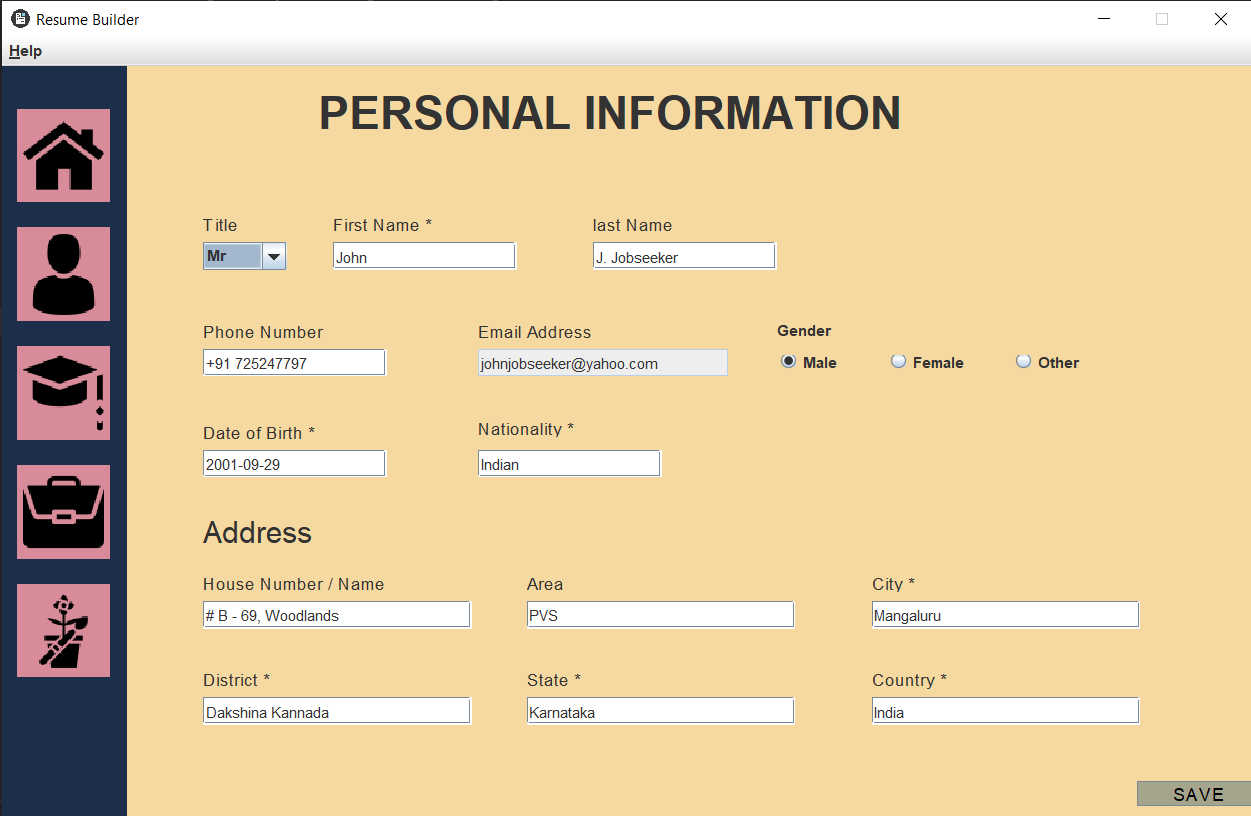 Resume Builder
Help
PERSONAL INFORMATION
Title First Name * last Name
Mr John J. Jobseeker
Phone Number Email Address Gender
+91 725247797 johnjobseeker@yahoo.com Male Female Other
Date of Birth * Nationality *
2001-09-29 Indian
Address
House Number / Name Area City *
# B - 69, Woodlands PVS Mangaluru
District * State * Country *
Dakshina Kannada Karnataka India
SAVE